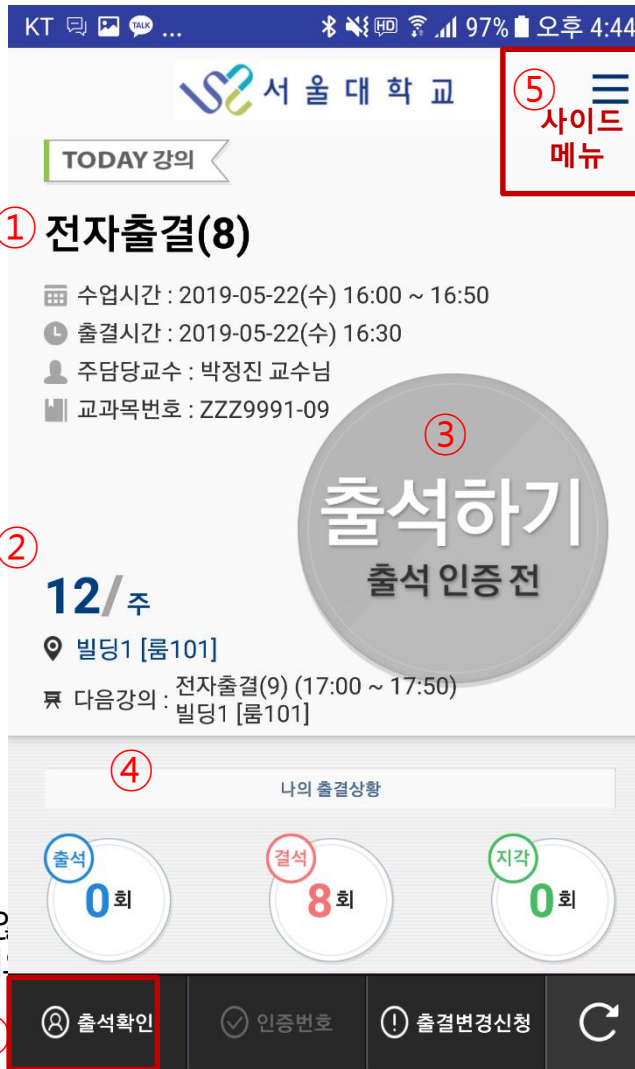 KT TALK ... HD 97% 오후 4:44
서울대학교
⑤
사이드
메뉴
TODAY 강의
① 전자출결(8)
수업시간 : 2019-05-22(수) 16:00 ~ 16:50
출결시간 : 2019-05-22(수) 16:30
주담당교수 : 박정진 교수님
교과목번호 : ZZZ9991-09
③
출석하기
출석 인증 전
②
12/ 주
빌딩1 [룸101]
다음강의 : 전자출결(9) (17:00 ~ 17:50)
빌딩1 [룸101]
④
나의 출결상황
출석
0 회
결석
8 회
지각
0 회
출석확인
인증번호
출결변경신청